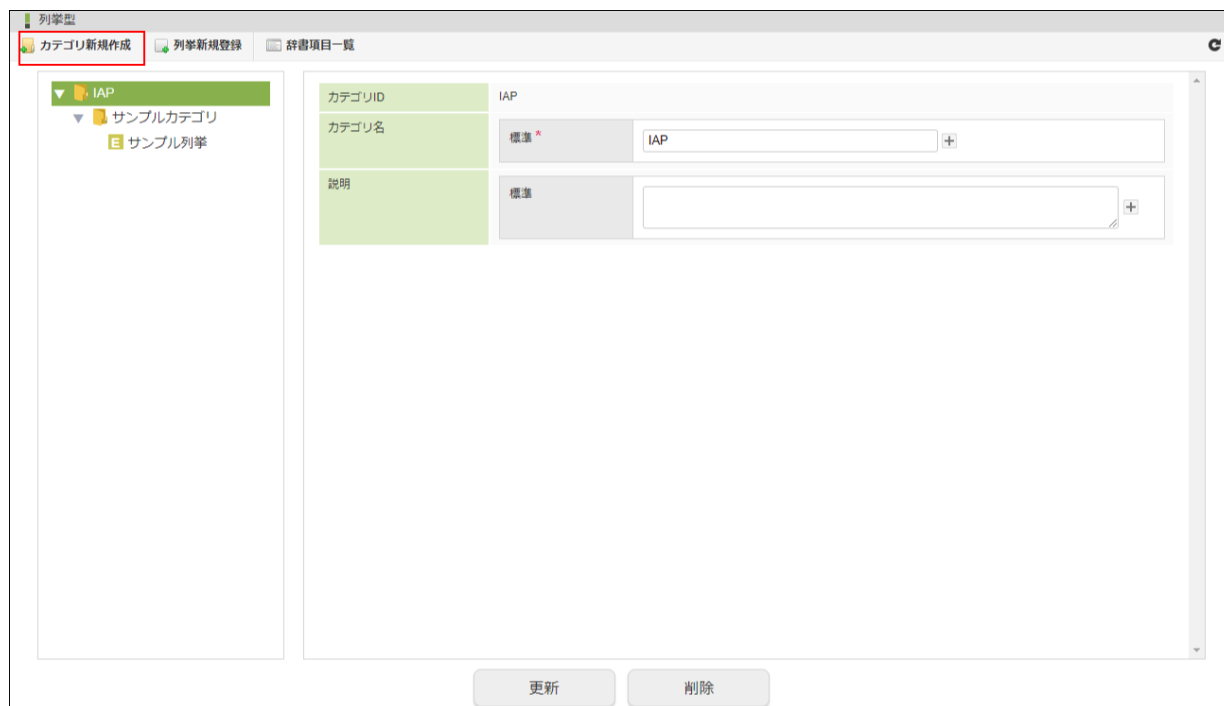 列挙型
カテゴリ新規作成 列挙新規登録 辞書項目一覧
IAP
サンプルカテゴリ
E サンプル列挙
カテゴリID IAP
カテゴリ名 標準 * IAP
説明 標準
更新 削除